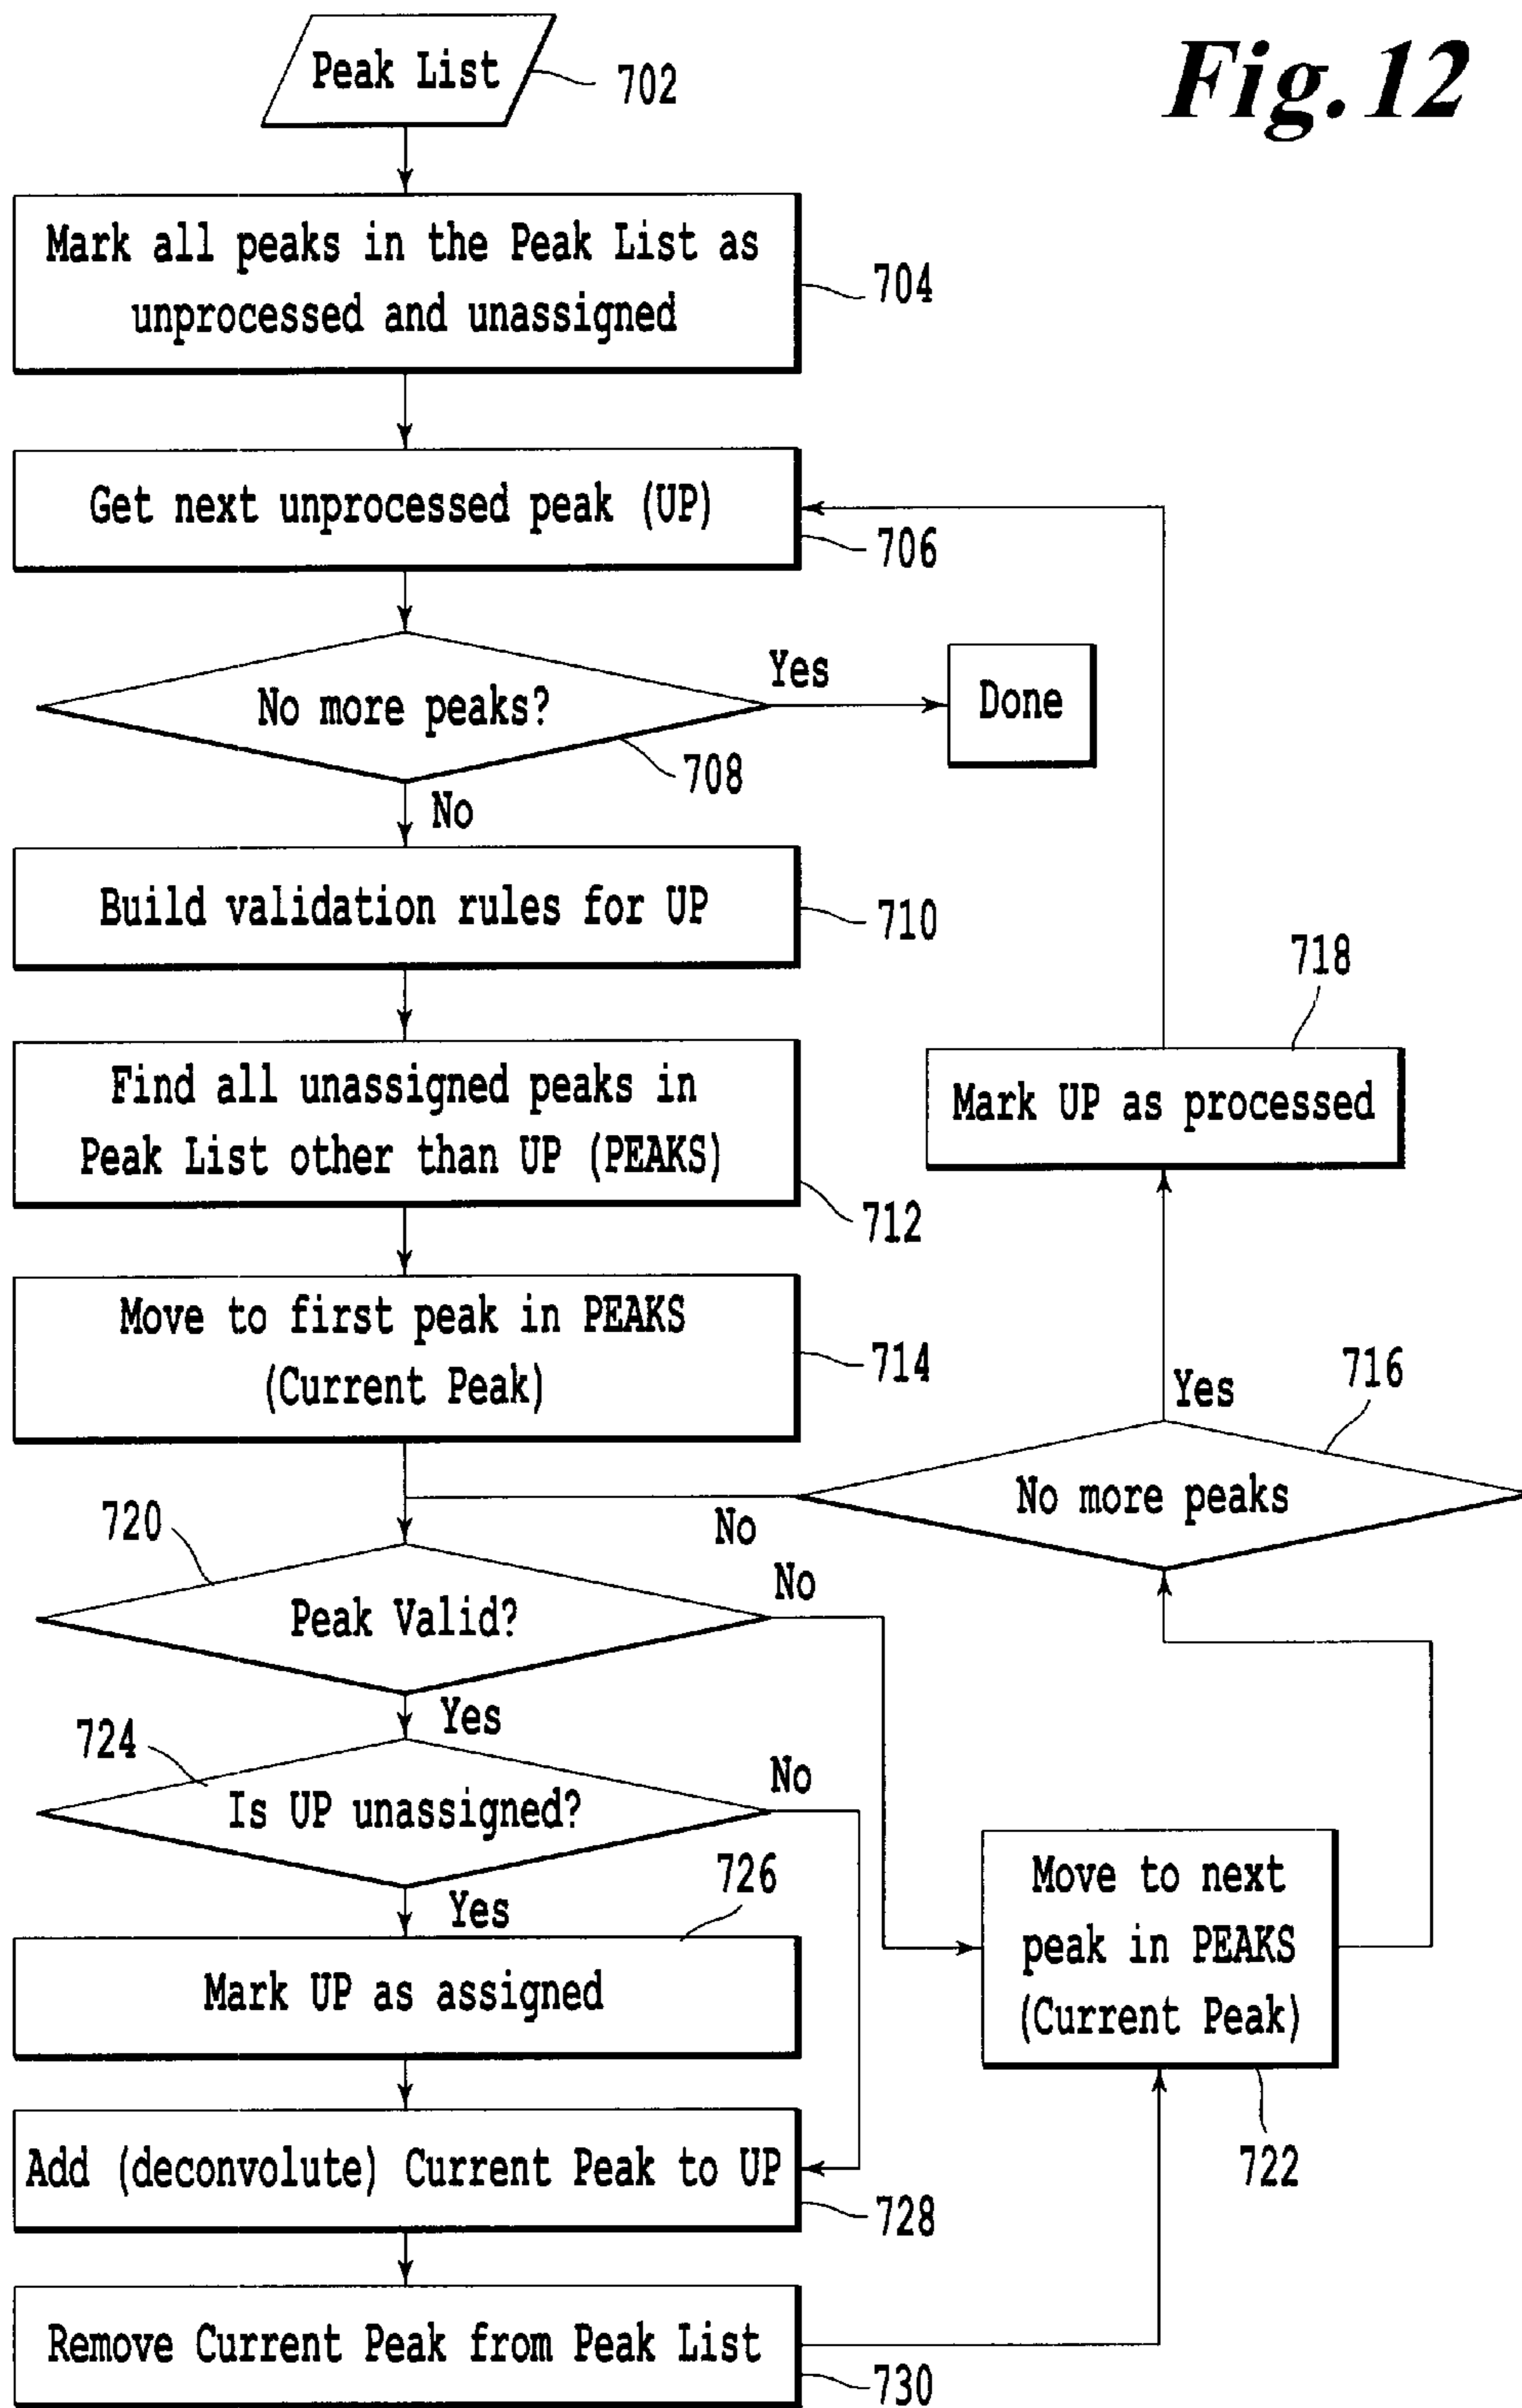 Fig. 12
Peak List
702
Mark all peaks in the Peak List as
unprocessed and unassigned
704
Get next unprocessed peak (UP)
706
No more peaks?
Yes
Done
708
No
Build validation rules for UP
710
Find all unassigned peaks in
Peak List other than UP (PEAKS)
712
718
Mark UP as processed
Move to first peak in PEAKS
(Current Peak)
714
Yes
716
No more peaks
No
720
Peak Valid?
No
Yes
724
Is UP unassigned?
No
Yes
726
Mark UP as assigned
Move to next
peak in PEAKS
(Current Peak)
722
Add (deconvolute) Current Peak to UP
728
Remove Current Peak from Peak List
730